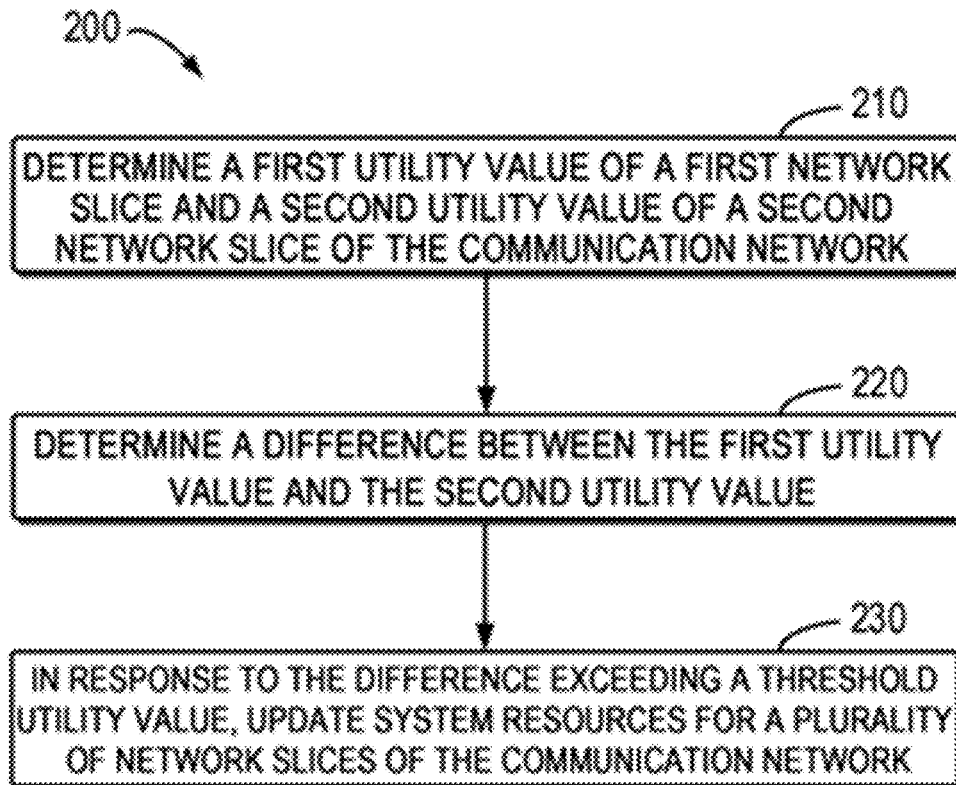 200
210
DETERMINE A FIRST UTILITY VALUE OF A FIRST NETWORK
SLICE AND A SECOND UTILITY VALUE OF A SECOND
NETWORK SLICE OF THE COMMUNICATION NETWORK
220
DETERMINE A DIFFERENCE BETWEEN THE FIRST UTILITY
VALUE AND THE SECOND UTILITY VALUE
230
IN RESPONSE TO THE DIFFERENCE EXCEEDING A THRESHOLD
UTILITY VALUE, UPDATE SYSTEM RESOURCES FOR A PLURALITY
OF NETWORK SLICES OF THE COMMUNICATION NETWORK